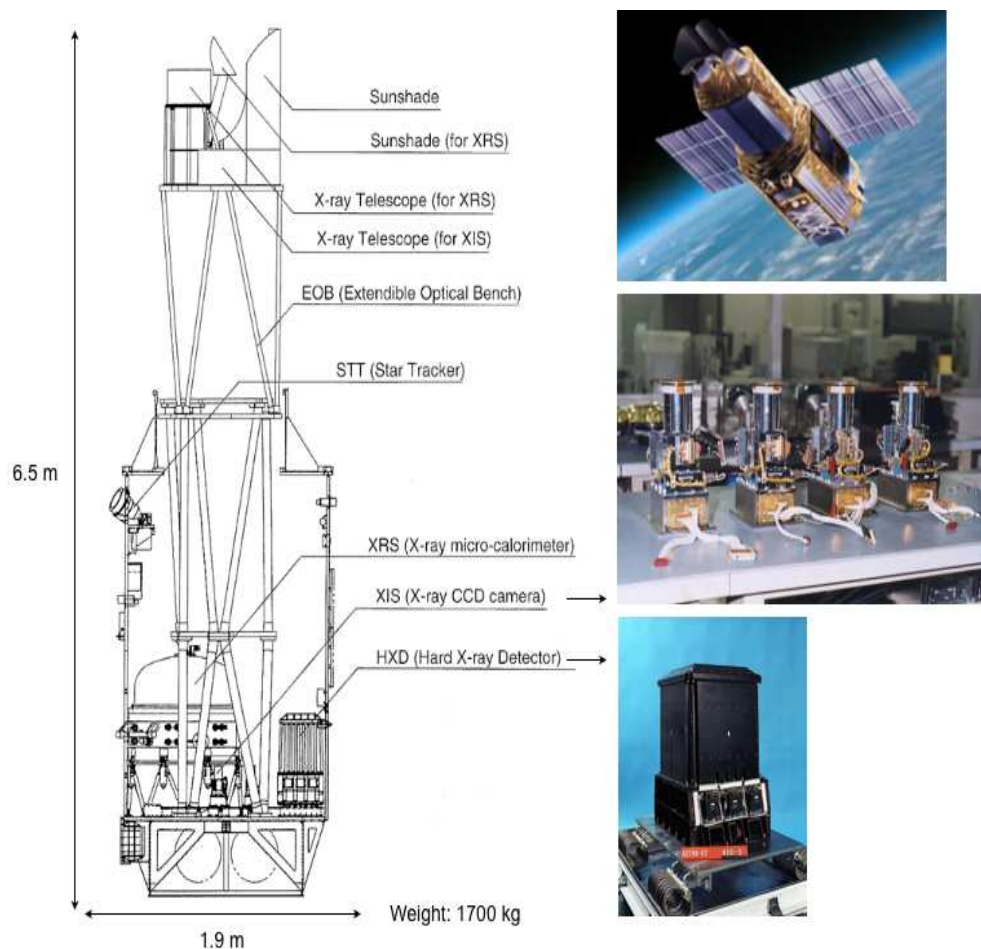 Sunshade
Sunshade (for XRS)
X-ray Telescope (for XRS)
X-ray Telescope (for XIS)
EOB (Extendible Optical Bench)
STT (Star Tracker)
6.5 m
XRS (X-ray micro-calorimeter)
XIS (X-ray CCD camera)
HXD (Hard X-ray Detector)
Weight: 1700 kg
1.9 m